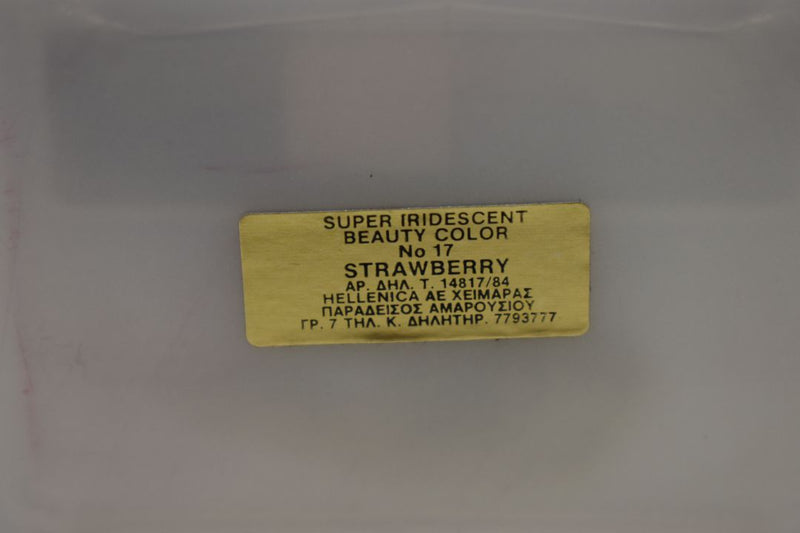 SUPER IRIDESCENT
BEAUTY COLOR
No 17
STRAWBERRY
ΑΡ. ΔΗΛ. Τ. 14817/84
HELLENICA AE ΧΕΙΜΑΡΑΣ
ΠΑΡΑΔΕΙΣΟΣ ΑΜΑΡΟΥΣΙΟΥ
ΓΡ. 7 ΤΗΛ. Κ. ΔΗΛΗΤΗΡ. 7793777